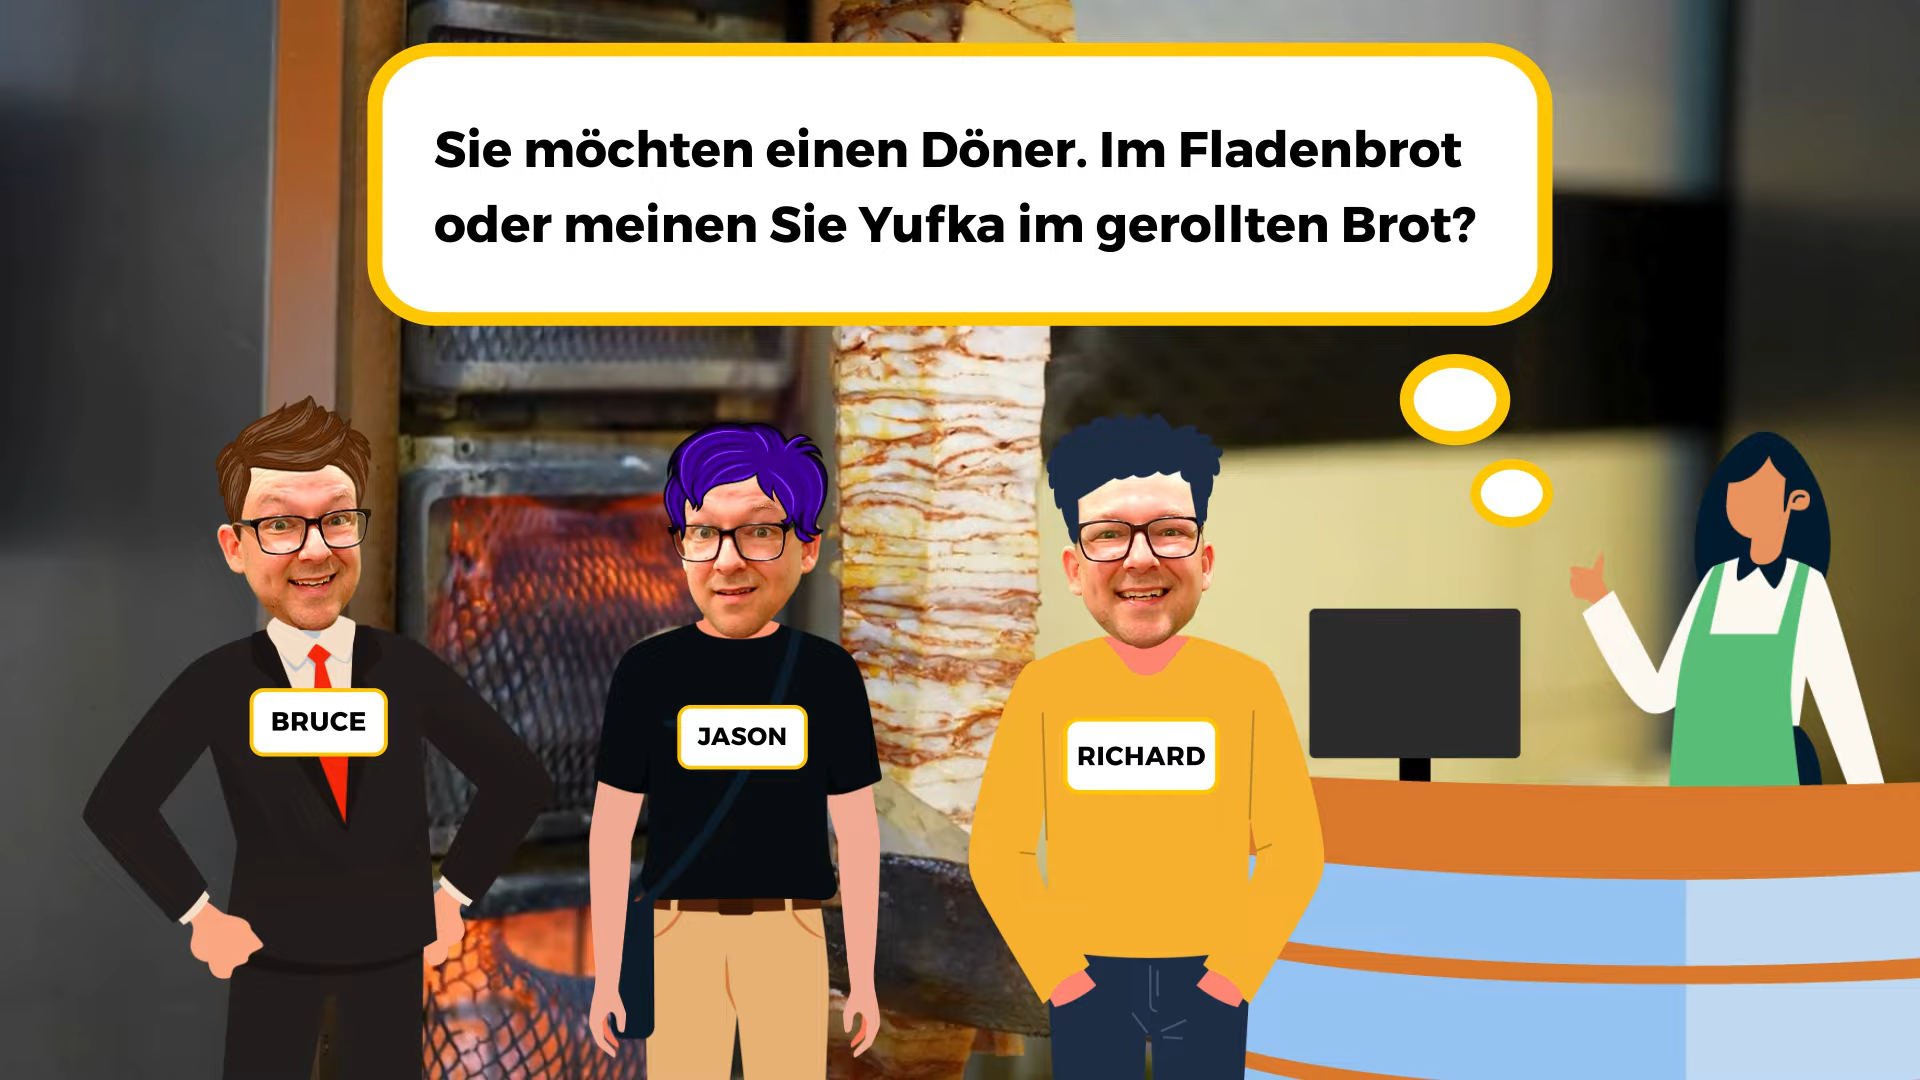 Sie möchten einen Döner. Im Fladenbrot
oder meinen Sie Yufka im gerollten Brot?
BRUCE
JASON
RICHARD